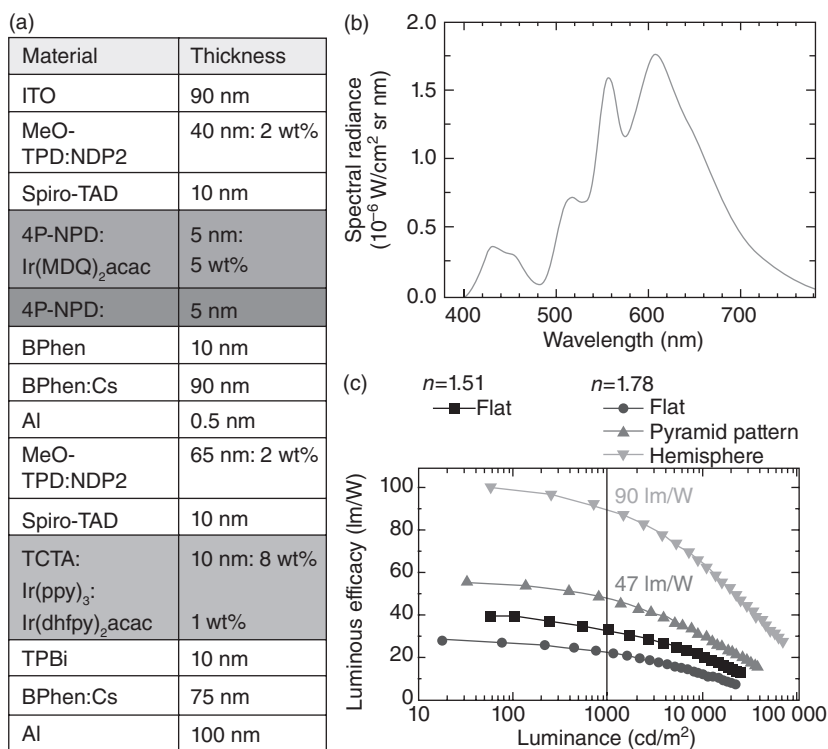 (a)
Material Thickness
ITO 90 nm
MeO- 40 nm: 2 wt%
TPD:NDP2
Spiro-TAD 10 nm
4P-NPD: 5 nm:
Ir(MDQ)₂acac 5 wt%
4P-NPD: 5 nm
BPhen 10 nm
BPhen:Cs 90 nm
Al 0.5 nm
MeO- 65 nm: 2 wt%
TPD:NDP2
Spiro-TAD 10 nm
TCTA: 10 nm: 8 wt%
Ir(ppy)₃:
Ir(dhfpy)₂acac 1 wt%
TPBi 10 nm
BPhen:Cs 75 nm
Al 100 nm
(b)
Spectral radiance
(10⁻⁶ W/cm² sr nm)
2.0
1.5
1.0
0.5
0.0
400 500 600 700
Wavelength (nm)
(c)
n=1.51 n=1.78
Flat Flat
Pyramid pattern
Hemisphere
Luminous efficacy (lm/W)
100
80
60
40
20
0
90 lm/W
47 lm/W
10 100 1000 10 000 100 000
Luminance (cd/m²)